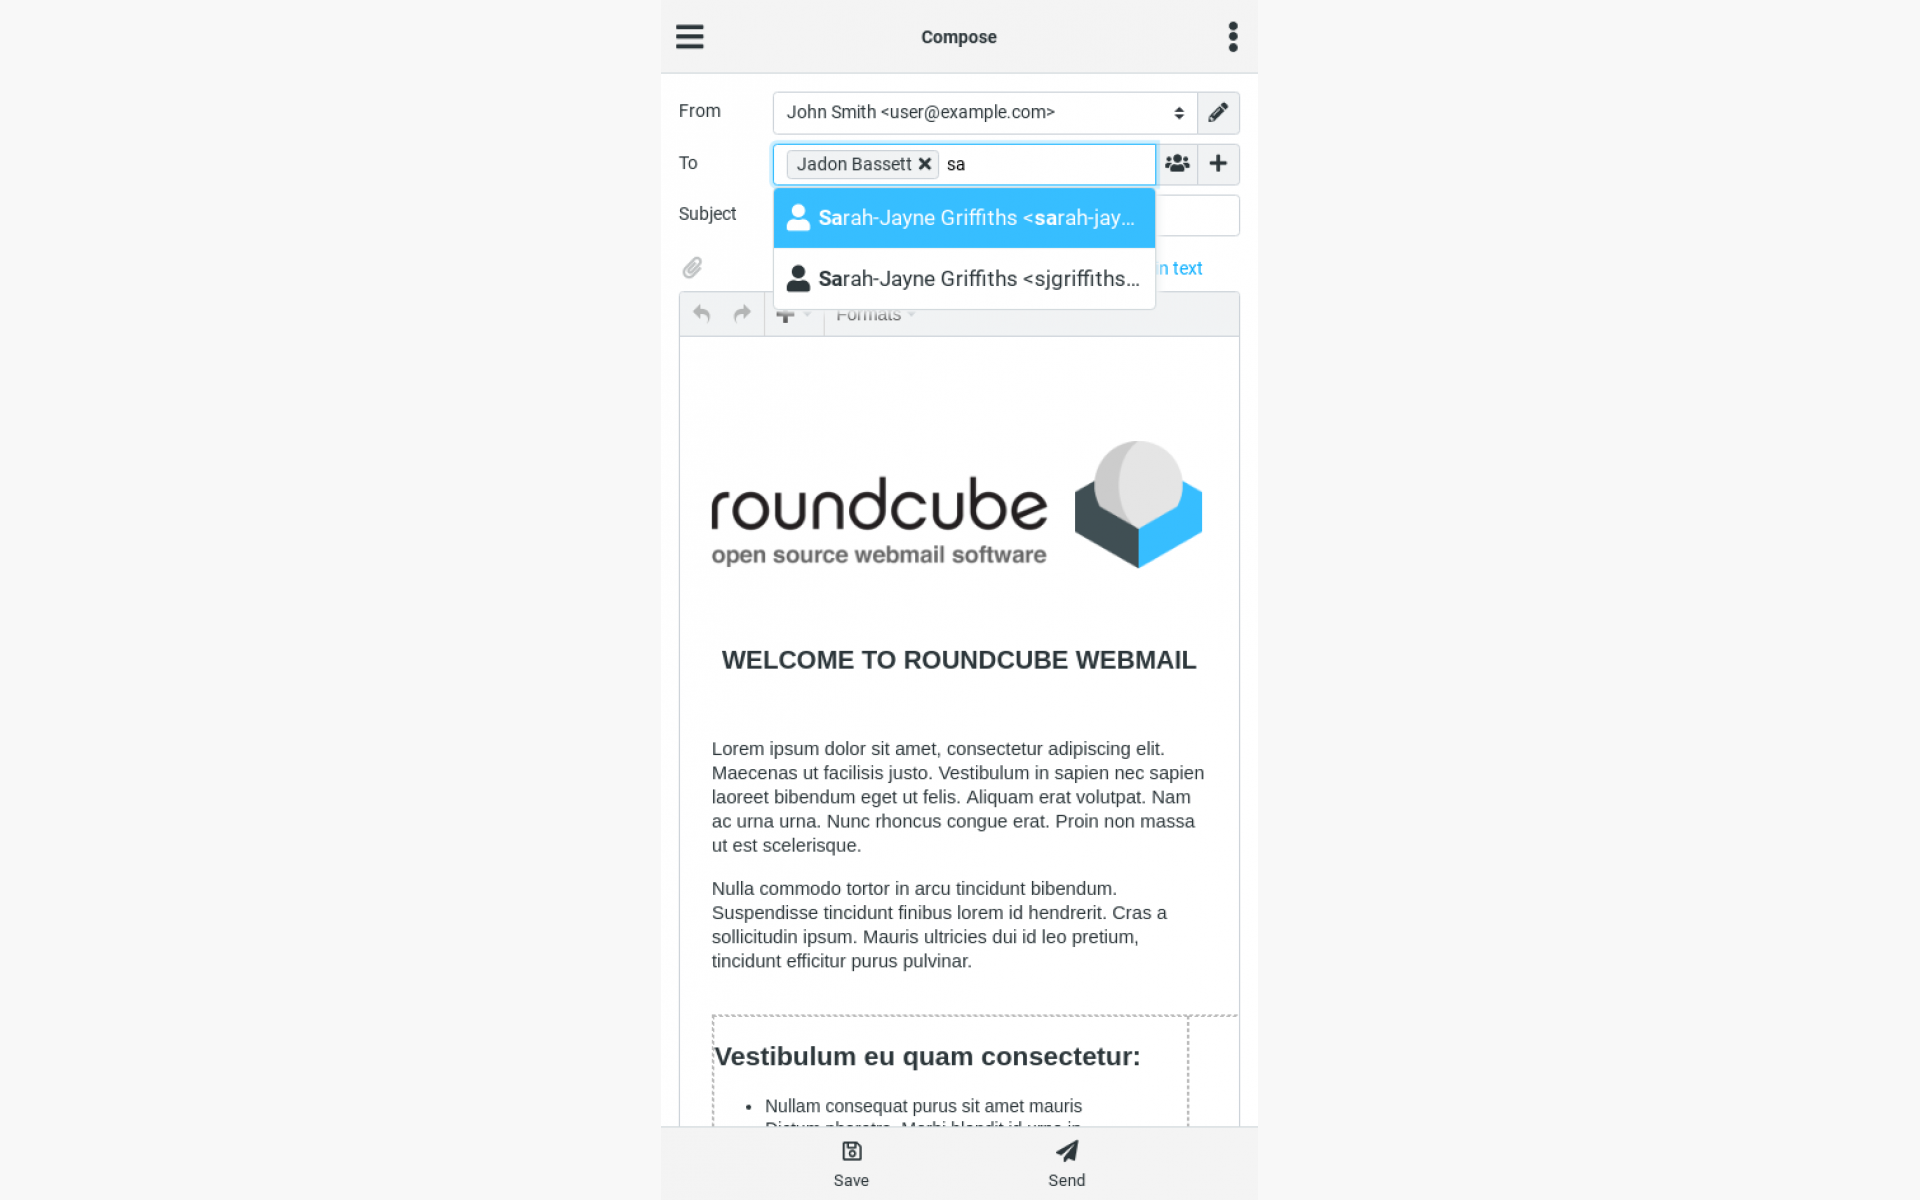 Compose
From
John Smith <user@example.com>
To
Jadon Bassett
sa
Subject
Sarah-Jayne Griffiths <sarah-jay...
Sarah-Jayne Griffiths <sjgriffiths...
n text
Formats
roundcube
open source webmail software
WELCOME TO ROUNDCUBE WEBMAIL
Lorem ipsum dolor sit amet, consectetur adipiscing elit.
Maecenas ut facilisis justo. Vestibulum in sapien nec sapien
laoreet bibendum eget ut felis. Aliquam erat volutpat. Nam
ac urna urna. Nunc rhoncus congue erat. Proin non massa
ut est scelerisque.
Nulla commodo tortor in arcu tincidunt bibendum.
Suspendisse tincidunt finibus lorem id hendrerit. Cras a
sollicitudin ipsum. Mauris ultricies dui id leo pretium,
tincidunt efficitur purus pulvinar.
Vestibulum eu quam consectetur:
• Nullam consequat purus sit amet mauris
Save
Send